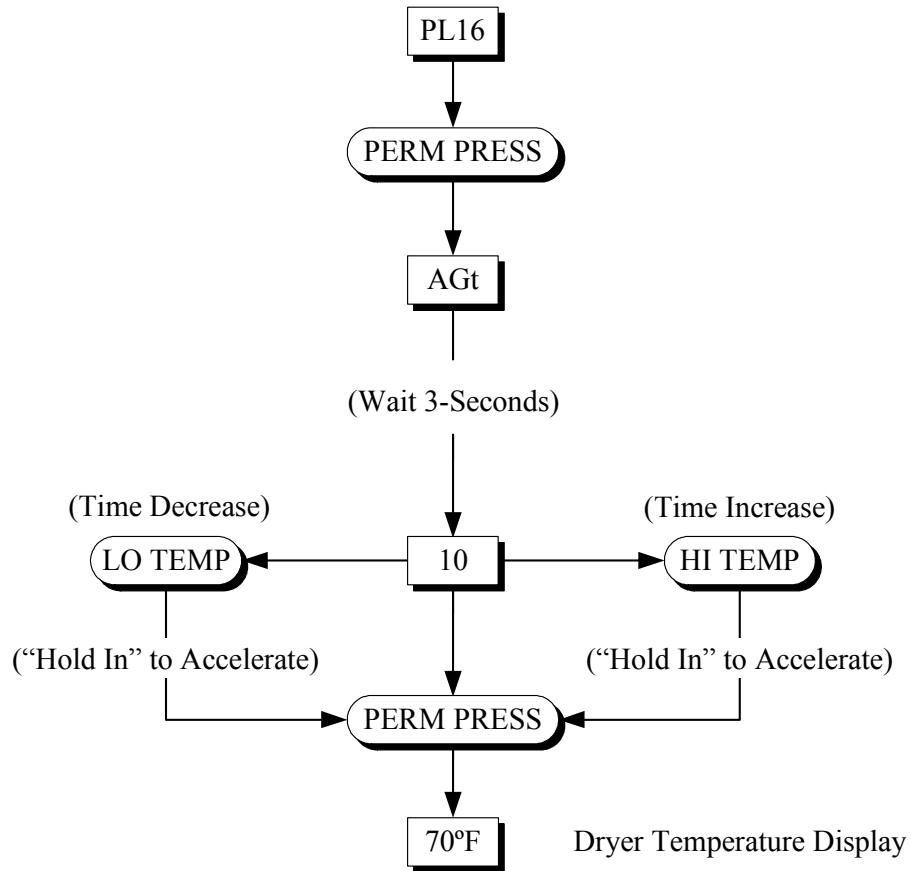 PL16
PERM PRESS
AGt
(Wait 3-Seconds)
(Time Decrease)
(Time Increase)
LO TEMP
10
HI TEMP
(“Hold In” to Accelerate)
(“Hold In” to Accelerate)
PERM PRESS
70ºF
Dryer Temperature Display